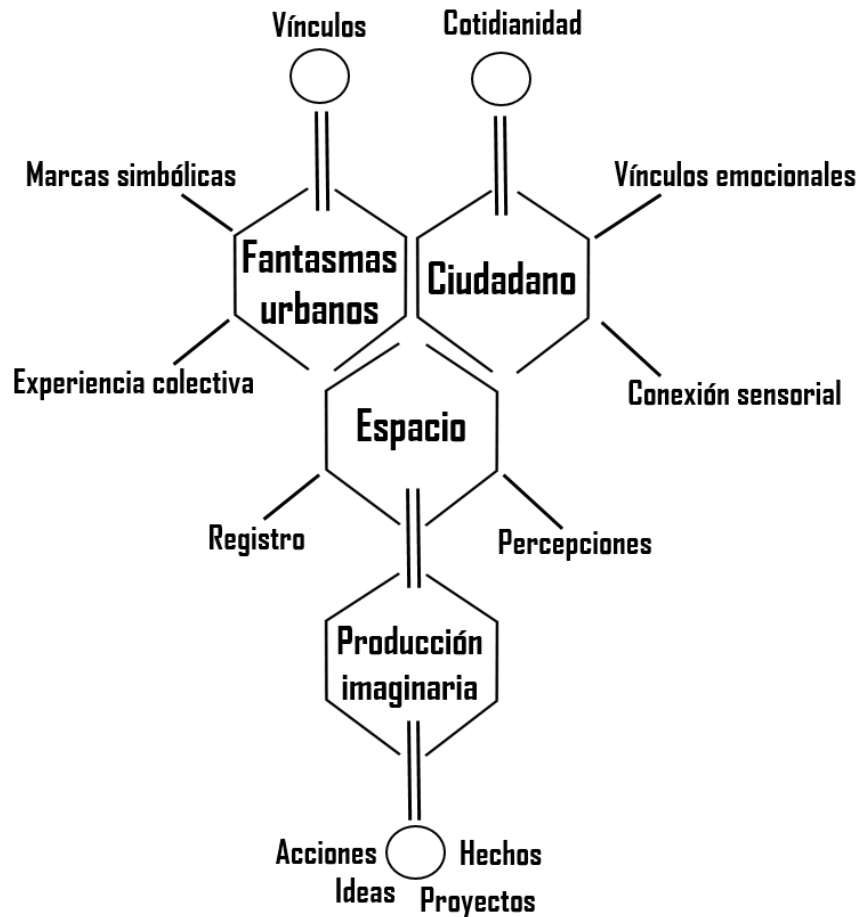 Vínculos
Cotidianidad
Marcas simbólicas
Vínculos emocionales
Fantasmas
urbanos
Ciudadano
Experiencia colectiva
Conexión sensorial
Espacio
Registro
Percepciones
Producción
imaginaria
Acciones
Hechos
Ideas
Proyectos